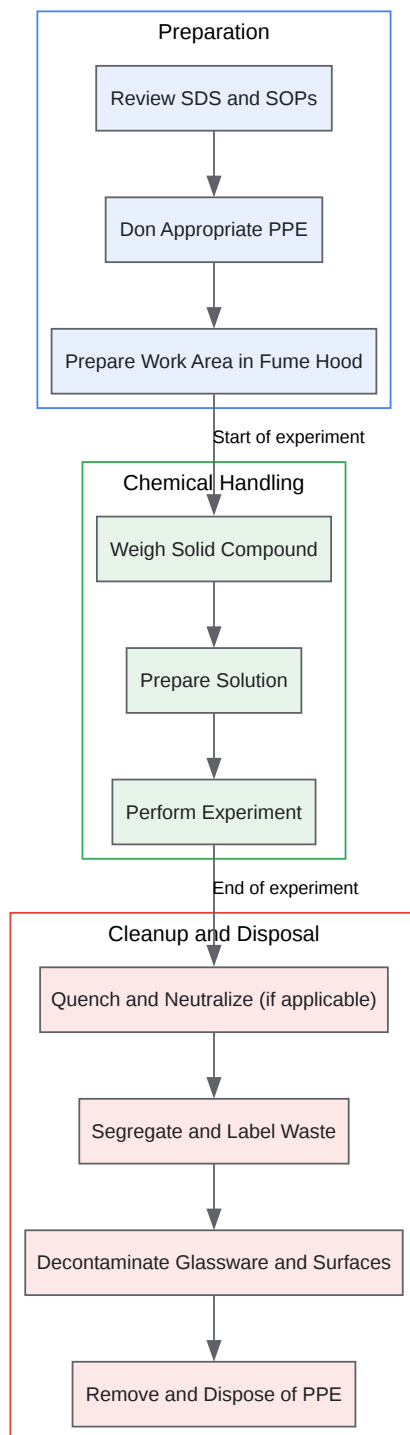 Preparation
Review SDS and SOPs
Don Appropriate PPE
Prepare Work Area in Fume Hood
Start of experiment
Chemical Handling
Weigh Solid Compound
Prepare Solution
Perform Experiment
End of experiment
Cleanup and Disposal
Quench and Neutralize (if applicable)
Segregate and Label Waste
Decontaminate Glassware and Surfaces
Remove and Dispose of PPE